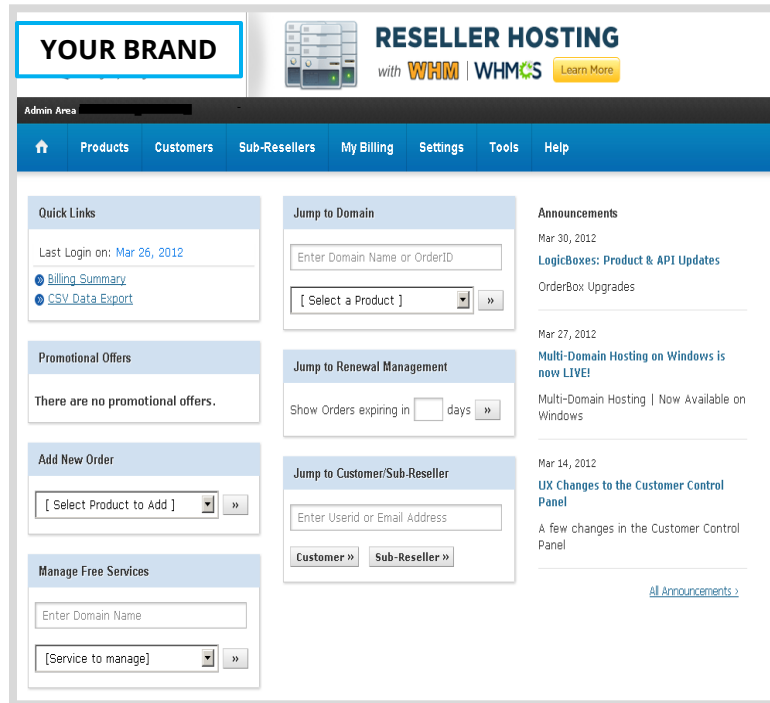 YOUR BRAND
RESELLER HOSTING
with WHM | WHMCS Learn More
Admin Area
Products Customers Sub-Resellers My Billing Settings Tools Help
Quick Links
Last Login on: Mar 26, 2012
Billing Summary
CSV Data Export
Promotional Offers
There are no promotional offers.
Add New Order
[ Select Product to Add ] »
Manage Free Services
Enter Domain Name
[Service to manage] »
Jump to Domain
Enter Domain Name or OrderID
[ Select a Product ] »
Jump to Renewal Management
Show Orders expiring in days »
Jump to Customer/Sub-Reseller
Enter Userid or Email Address
Customer » Sub-Reseller »
Announcements
Mar 30, 2012
LogicBoxes: Product & API Updates
OrderBox Upgrades
Mar 27, 2012
Multi-Domain Hosting on Windows is
now LIVE!
Multi-Domain Hosting | Now Available on
Windows
Mar 14, 2012
UX Changes to the Customer Control
Panel
A few changes in the Customer Control
Panel
All Announcements >